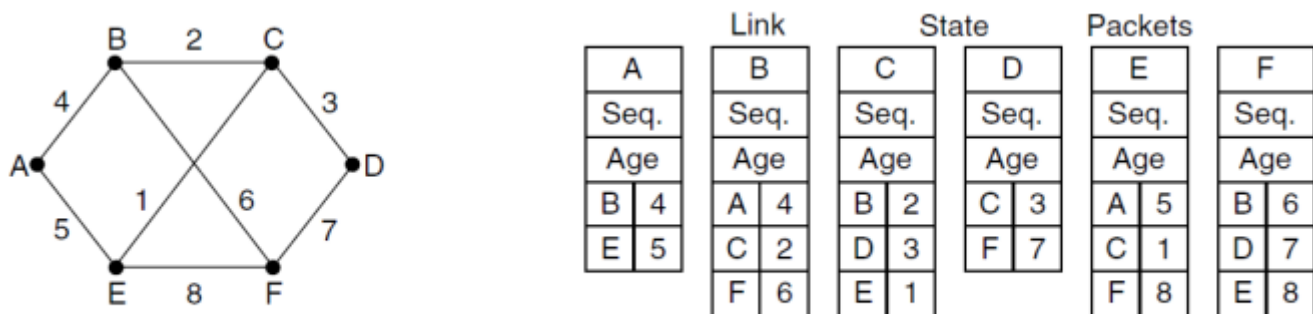 B 2 C
4 3
A D
5 1 6 7
E 8 F
Link State Packets
A B C D E F
Seq. Seq. Seq. Seq. Seq. Seq.
Age Age Age Age Age Age
B 4 A 4 B 2 C 3 A 5 B 6
E 5 C 2 D 3 F 7 C 1 D 7
F 6 E 1 F 8 E 8